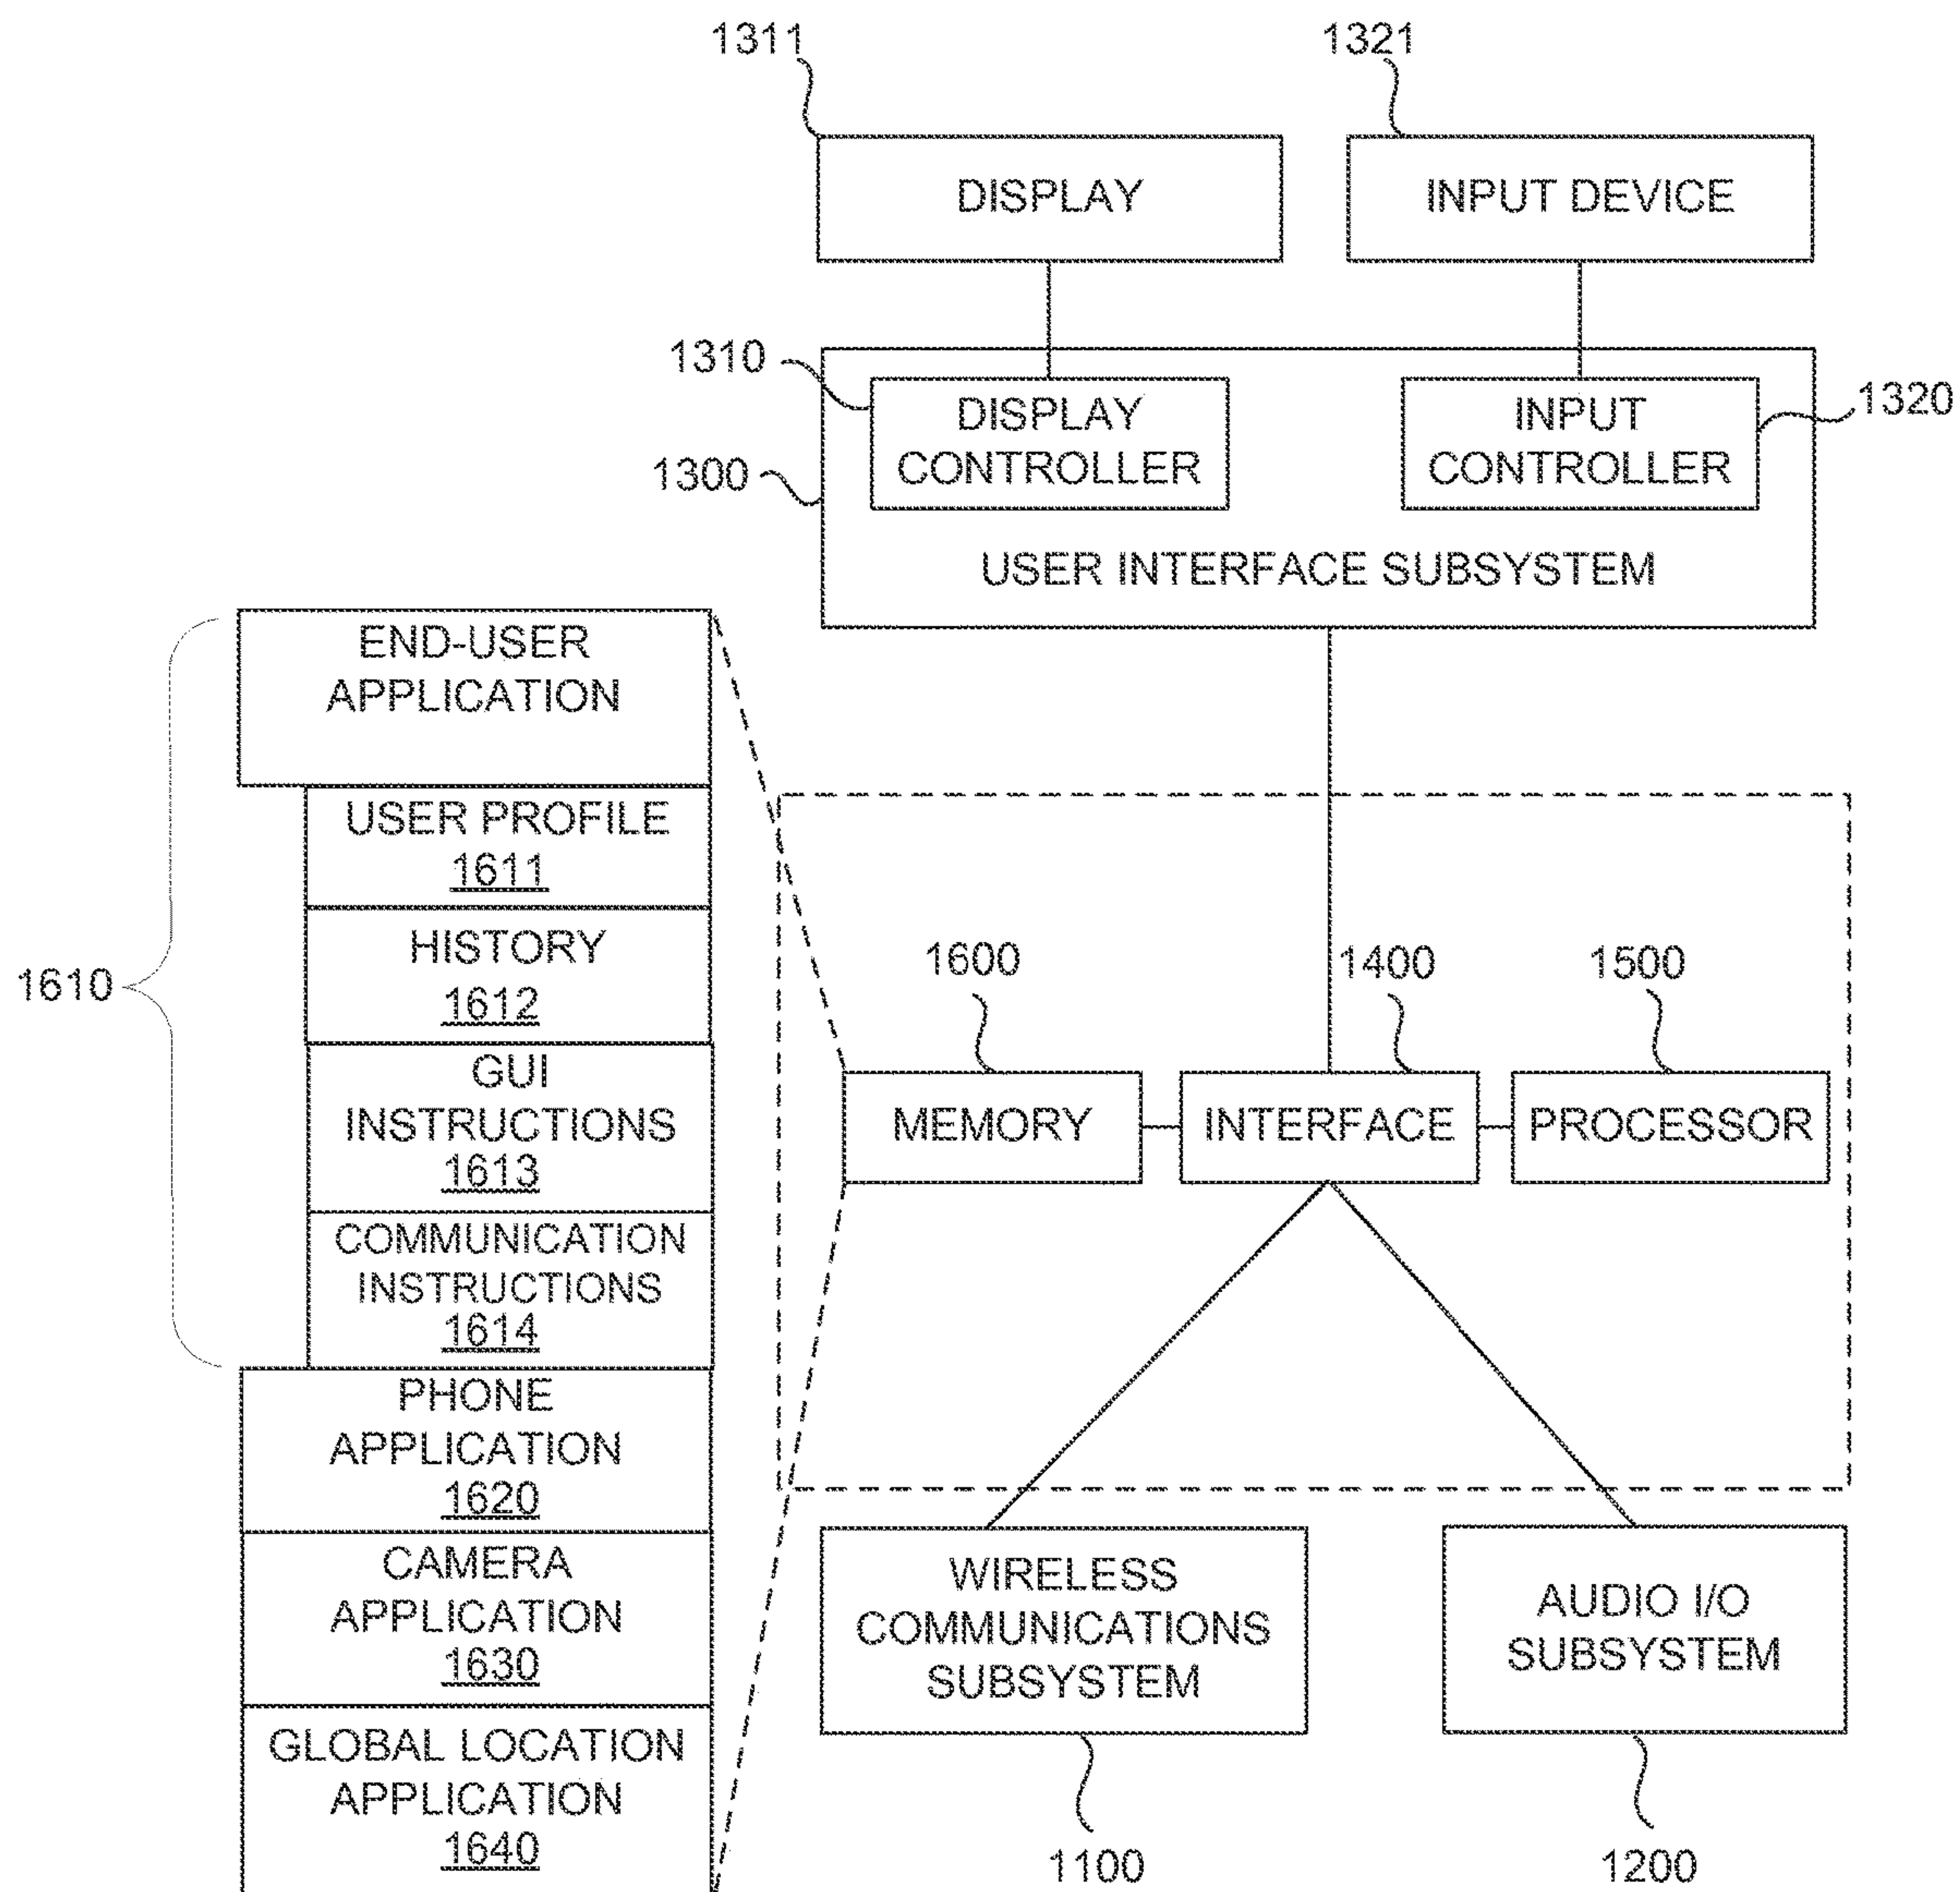 1311
1321
DISPLAY
INPUT DEVICE
1310
DISPLAY
CONTROLLER
INPUT
CONTROLLER
1320
1300
USER INTERFACE SUBSYSTEM
END-USER
APPLICATION
USER PROFILE
1611
HISTORY
1612
1610
GUI
INSTRUCTIONS
1613
COMMUNICATION
INSTRUCTIONS
1614
PHONE
APPLICATION
1620
CAMERA
APPLICATION
1630
GLOBAL LOCATION
APPLICATION
1640
1600
1400
1500
MEMORY
INTERFACE
PROCESSOR
WIRELESS
COMMUNICATIONS
SUBSYSTEM
AUDIO I/O
SUBSYSTEM
1100
1200